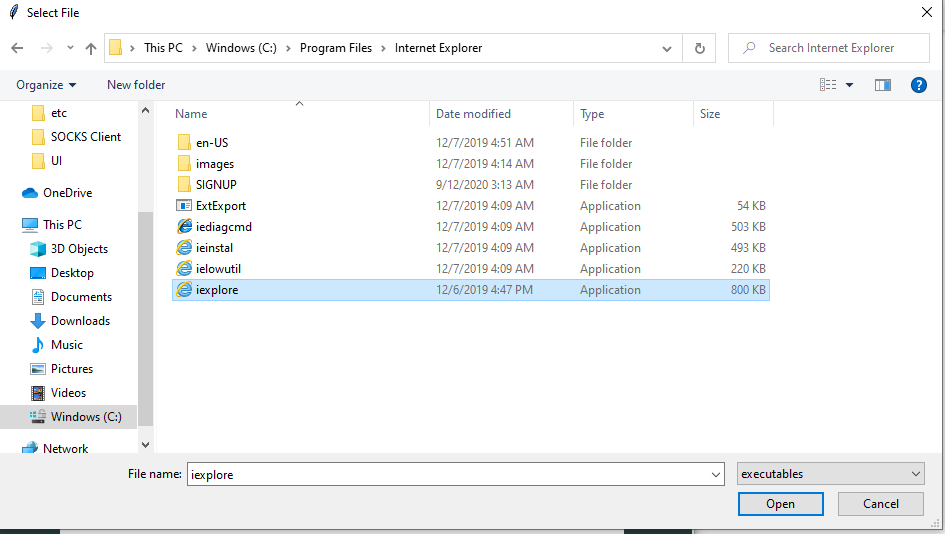 Select File
This PC > Windows (C:) > Program Files > Internet Explorer
Search Internet Explorer
Organize
New folder
?
etc
SOCKS Client
UI
OneDrive
This PC
3D Objects
Desktop
Documents
Downloads
Music
Pictures
Videos
Windows (C:)
Network
Name Date modified Type Size
en-US 12/7/2019 4:51 AM File folder
images 12/7/2019 4:14 AM File folder
SIGNUP 9/12/2020 3:13 AM File folder
ExtExport 12/7/2019 4:09 AM Application 54 KB
iediagcmd 12/7/2019 4:09 AM Application 503 KB
ieinstal 12/7/2019 4:09 AM Application 493 KB
ielowutil 12/7/2019 4:09 AM Application 220 KB
iexplore 12/6/2019 4:47 PM Application 800 KB
File name: iexplore
executables
Open
Cancel